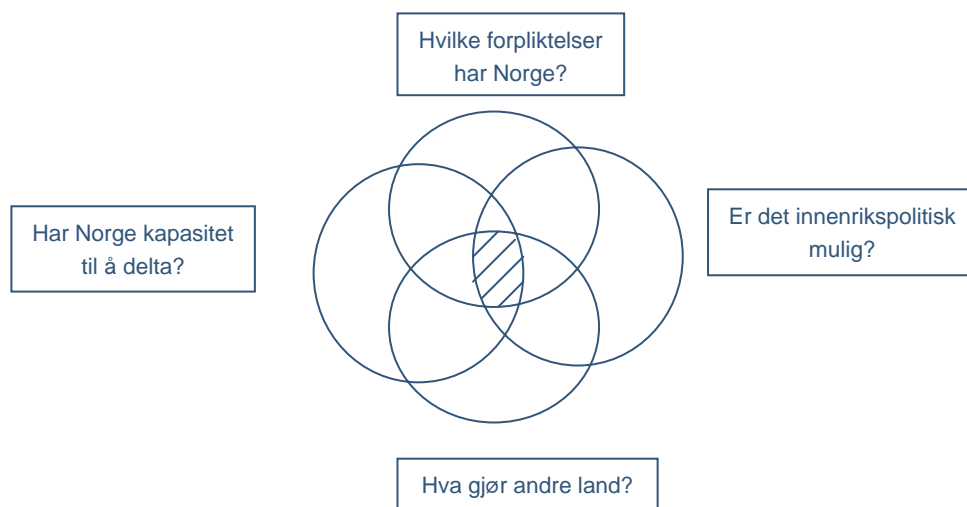 Hvilke forpliktelser
har Norge?
Har Norge kapasitet
til å delta?
Er det innenrikspolitisk
mulig?
Hva gjør andre land?